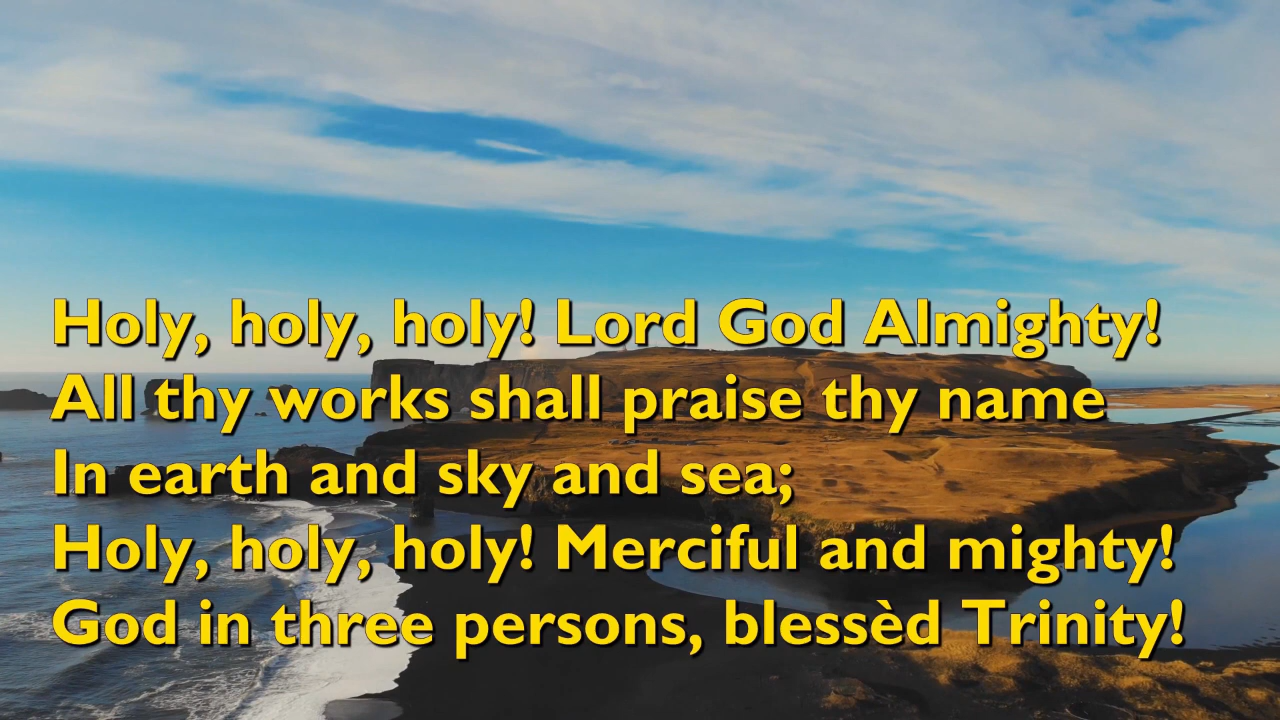 Holy, holy, holy! Lord God Almighty!
All thy works shall praise thy name
In earth and sky and sea;
Holy, holy, holy! Merciful and mighty!
God in three persons, blessèd Trinity!